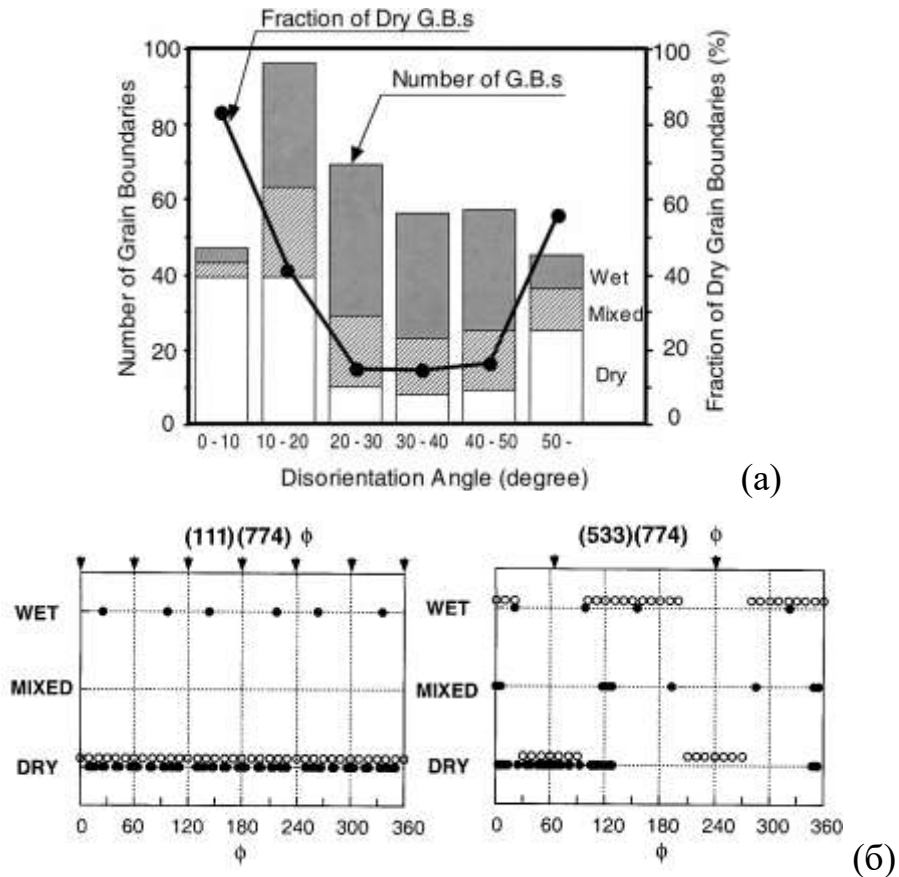 Fraction of Dry G.B.s
Number of G.B.s
Number of Grain Boundaries
100
80
60
40
20
0
100
80
60
40
20
0
Fraction of Dry Grain Boundaries (%)
Wet
Mixed
Dry
0 - 10 10 - 20 20 - 30 30 - 40 40 - 50 50 -
Disorientation Angle (degree)
(а)
(111)(774) ϕ
WET
MIXED
DRY
0 60 120 180 240 300 360
ϕ
(533)(774) ϕ
WET
MIXED
DRY
0 60 120 180 240 300 360
ϕ
(б)